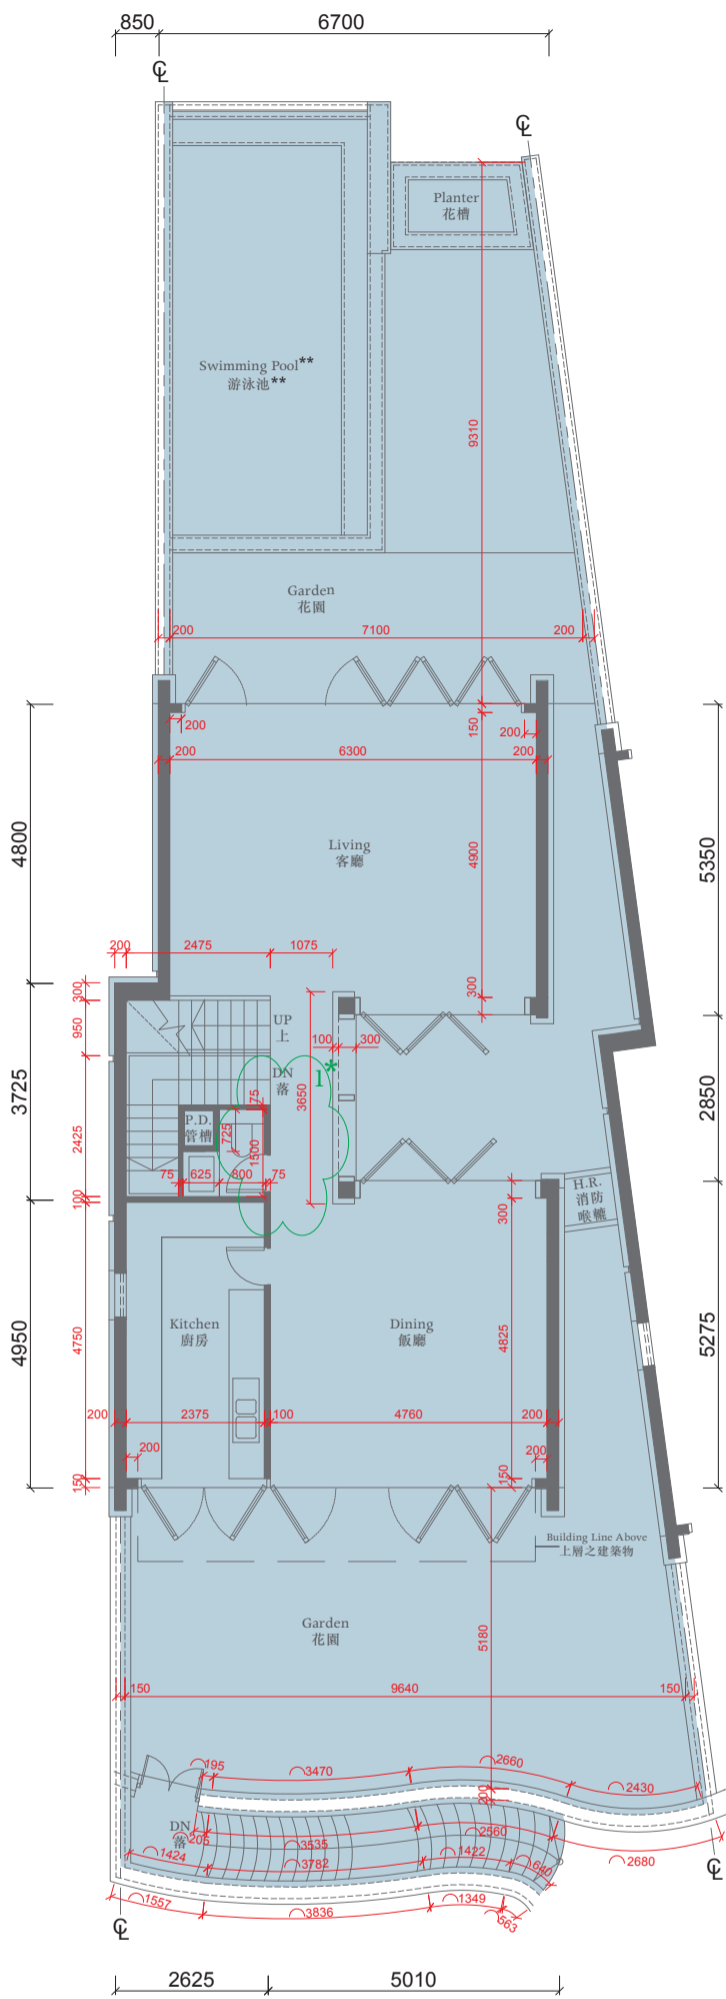 850 6700
℄
℄
Planter
花槽
Swimming Pool**
游泳池**
9310
Garden
花園
200 7100 200
200 150 200
200 6300 200
Living
客廳
4900
4800
5350
200 2475 1075
300
300
950
UP
上
100 300
DN
落
1*
3650
75
P.D.
管槽
725
1500
3725
2850
2425
75 625 800 75
100
H.R.
消防
喉轆
300
Kitchen
廚房
Dining
飯廳
4825
4750
4950
5275
200 2375 100 4760 200
200 200
150 150
Building Line Above
上層之建築物
Garden
花園
5180
150 9640 150
195 3470 2660 2430
200
DN
落
205 3535 2560 2680
1424 3782 1422 640
1557 3836 1349 563
℄
℄
2625 5010